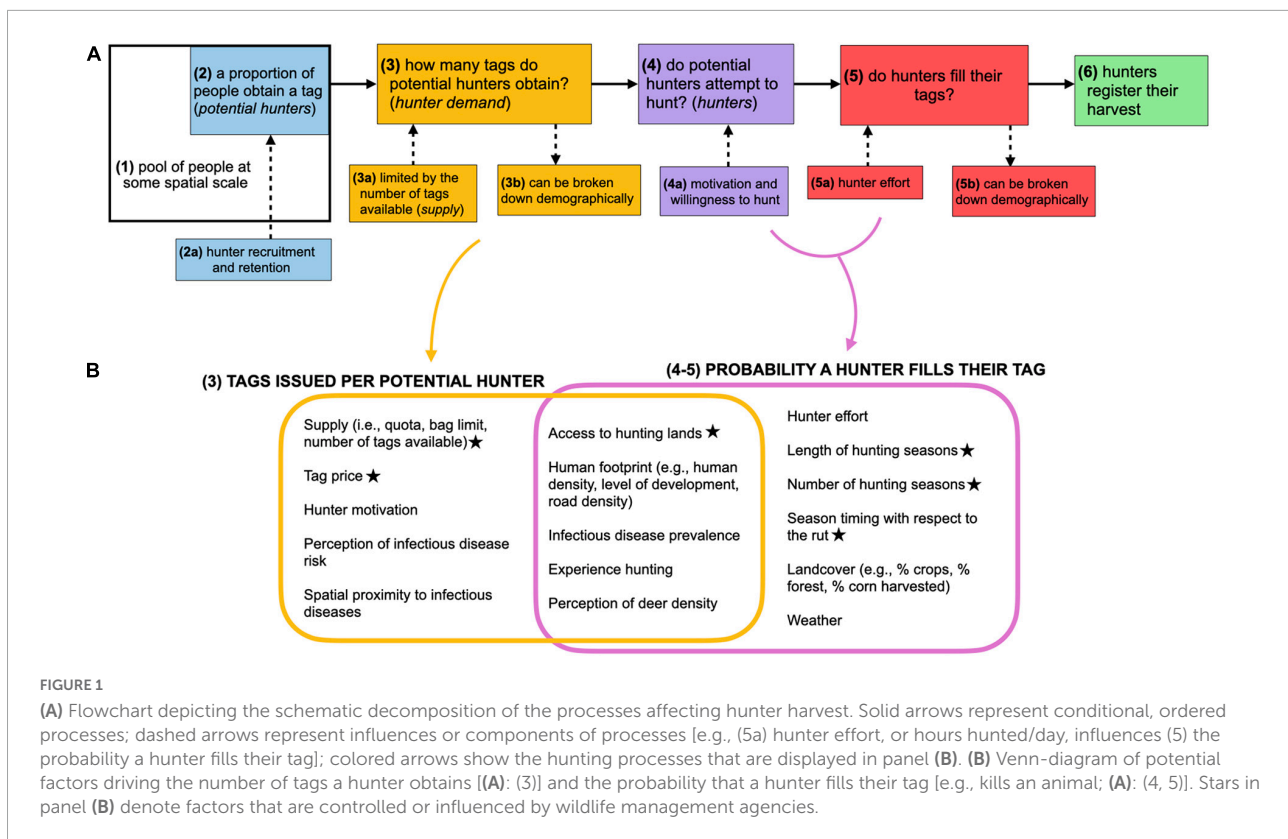 A
(2) a proportion of
people obtain a tag
(potential hunters)
(1) pool of people at
some spatial scale
(2a) hunter recruitment
and retention
(3) how many tags do
potential hunters obtain?
(hunter demand)
(3a) limited by the
number of tags
available (supply)
(3b) can be broken
down demographically
(4) do potential
hunters attempt to
hunt? (hunters)
(4a) motivation and
willingness to hunt
(5) do hunters fill their
tags?
(5a) hunter effort
(5b) can be broken
down demographically
(6) hunters
register their
harvest
B
(3) TAGS ISSUED PER POTENTIAL HUNTER
(4-5) PROBABILITY A HUNTER FILLS THEIR TAG
Supply (i.e., quota, bag limit,
number of tags available)★
Tag price ★
Hunter motivation
Perception of infectious disease
risk
Spatial proximity to infectious
diseases
Access to hunting lands ★
Human footprint (e.g., human
density, level of development,
road density)
Infectious disease prevalence
Experience hunting
Perception of deer density
Hunter effort
Length of hunting seasons ★
Number of hunting seasons ★
Season timing with respect to
the rut ★
Landcover (e.g., % crops, %
forest, % corn harvested)
Weather
FIGURE 1
(A) Flowchart depicting the schematic decomposition of the processes affecting hunter harvest. Solid arrows represent conditional, ordered
processes; dashed arrows represent influences or components of processes [e.g., (5a) hunter effort, or hours hunted/day, influences (5) the
probability a hunter fills their tag]; colored arrows show the hunting processes that are displayed in panel (B). (B) Venn-diagram of potential
factors driving the number of tags a hunter obtains [(A): (3)] and the probability that a hunter fills their tag [e.g., kills an animal; (A): (4, 5)]. Stars in
panel (B) denote factors that are controlled or influenced by wildlife management agencies.